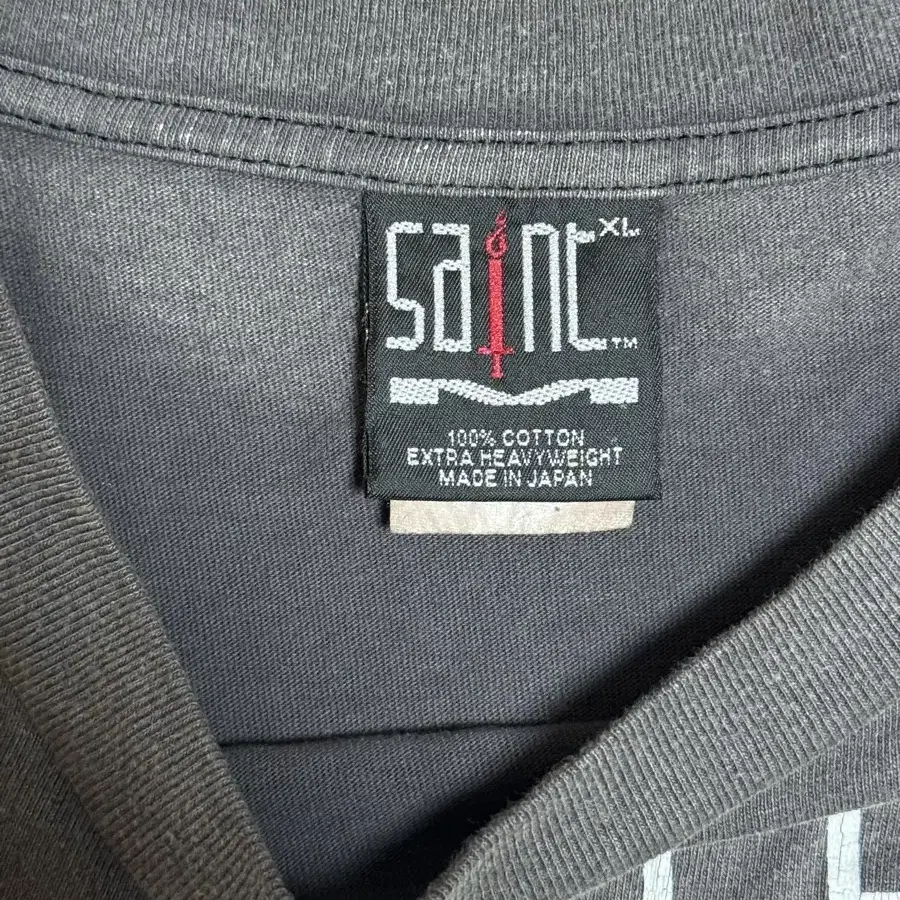 saint XL
TM
100% COTTON
EXTRA HEAVYWEIGHT
MADE IN JAPAN